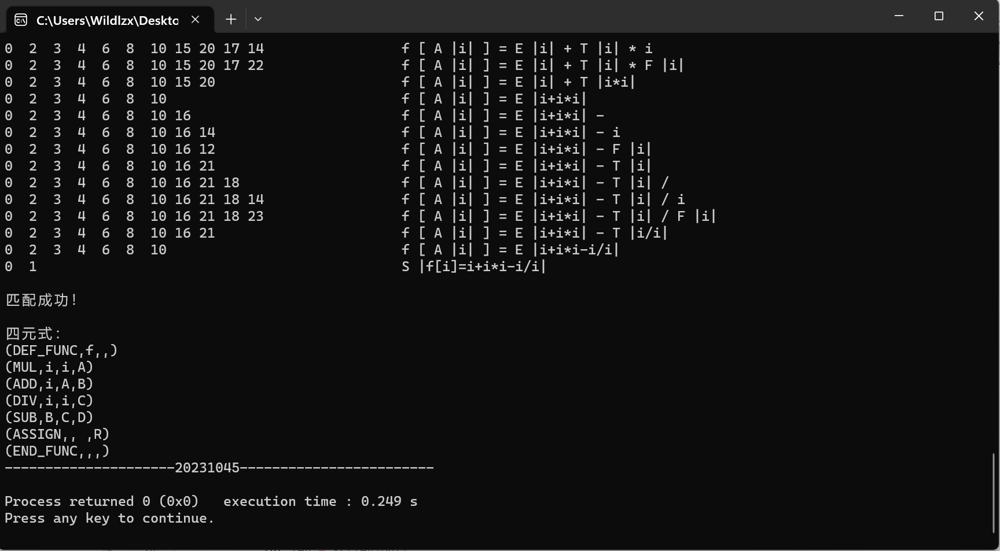 C:\Users\Wildlzx\Deskto
0 2 3 4 6 8 10 15 20 17 14 f [ A |i| ] = E |i| + T |i| * i
0 2 3 4 6 8 10 15 20 17 22 f [ A |i| ] = E |i| + T |i| * F |i|
0 2 3 4 6 8 10 15 20 f [ A |i| ] = E |i| + T |i*i|
0 2 3 4 6 8 10 f [ A |i| ] = E |i+i*i|
0 2 3 4 6 8 10 16 f [ A |i| ] = E |i+i*i| -
0 2 3 4 6 8 10 16 14 f [ A |i| ] = E |i+i*i| - i
0 2 3 4 6 8 10 16 12 f [ A |i| ] = E |i+i*i| - F |i|
0 2 3 4 6 8 10 16 21 f [ A |i| ] = E |i+i*i| - T |i|
0 2 3 4 6 8 10 16 21 18 f [ A |i| ] = E |i+i*i| - T |i| /
0 2 3 4 6 8 10 16 21 18 14 f [ A |i| ] = E |i+i*i| - T |i| / i
0 2 3 4 6 8 10 16 21 18 23 f [ A |i| ] = E |i+i*i| - T |i| / F |i|
0 2 3 4 6 8 10 16 21 f [ A |i| ] = E |i+i*i| - T |i/i|
0 2 3 4 6 8 10 f [ A |i| ] = E |i+i*i-i/i|
0 1 S |f[i]=i+i*i-i/i|
匹配成功!
四元式:
(DEF_FUNC,f,,)
(MUL,i,i,A)
(ADD,i,A,B)
(DIV,i,i,C)
(SUB,B,C,D)
(ASSIGN,, ,R)
(END_FUNC,,,)
---------------------20231045------------------------
Process returned 0 (0x0)   execution time : 0.249 s
Press any key to continue.